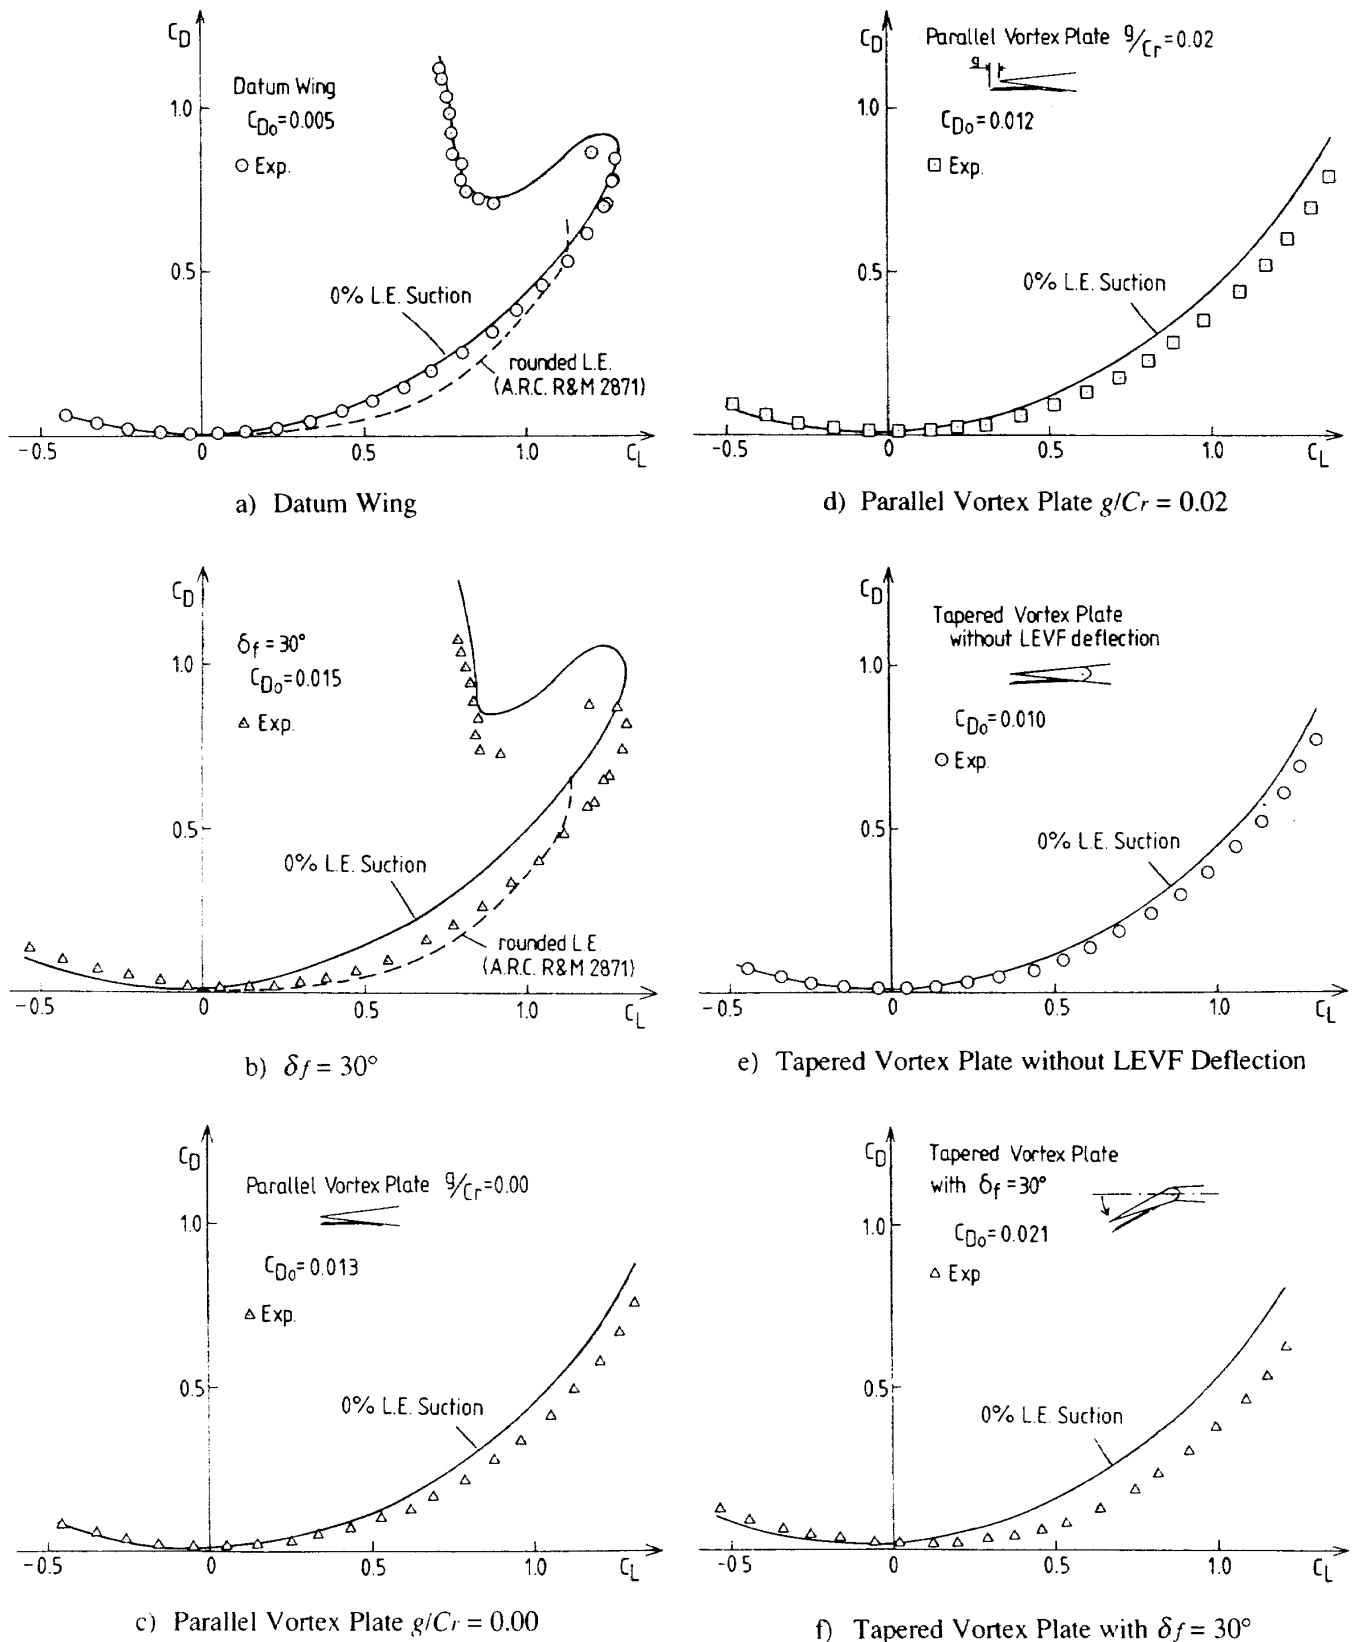 C_D
Datum Wing
C_Do=0.005
Exp.
1.0
0.5
0% L.E. Suction
rounded L.E.
(A.R.C. R&M 2871)
-0.5
0
0.5
1.0
C_L
a) Datum Wing
C_D
δf = 30°
C_Do=0.015
Exp.
1.0
0.5
0% L.E. Suction
rounded L.E.
(A.R.C. R&M 2871)
-0.5
0
0.5
1.0
C_L
b) δf = 30°
C_D
Parallel Vortex Plate g/Cr=0.00
C_Do=0.013
Exp.
1.0
0.5
0% L.E. Suction
-0.5
0
0.5
1.0
C_L
c) Parallel Vortex Plate g/Cr = 0.00
C_D
Parallel Vortex Plate g/Cr=0.02
g
C_Do=0.012
Exp.
1.0
0.5
0% L.E. Suction
-0.5
0
0.5
1.0
C_L
d) Parallel Vortex Plate g/Cr = 0.02
C_D
Tapered Vortex Plate
without LEVF deflection
C_Do=0.010
Exp.
1.0
0.5
0% L.E. Suction
-0.5
0
0.5
1.0
C_L
e) Tapered Vortex Plate without LEVF Deflection
C_D
Tapered Vortex Plate
with δf =30°
C_Do=0.021
Exp
1.0
0.5
0% L.E. Suction
-0.5
0
0.5
1.0
C_L
f) Tapered Vortex Plate with δf = 30°